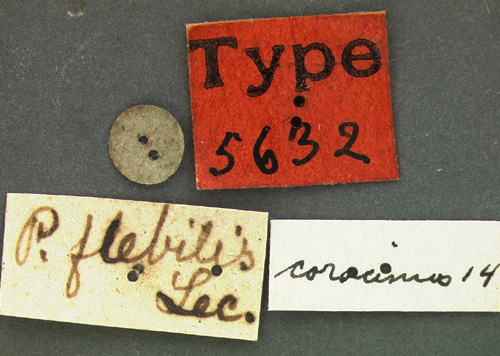 Type
5632
P. flebilis
Lec.
coracinus 14